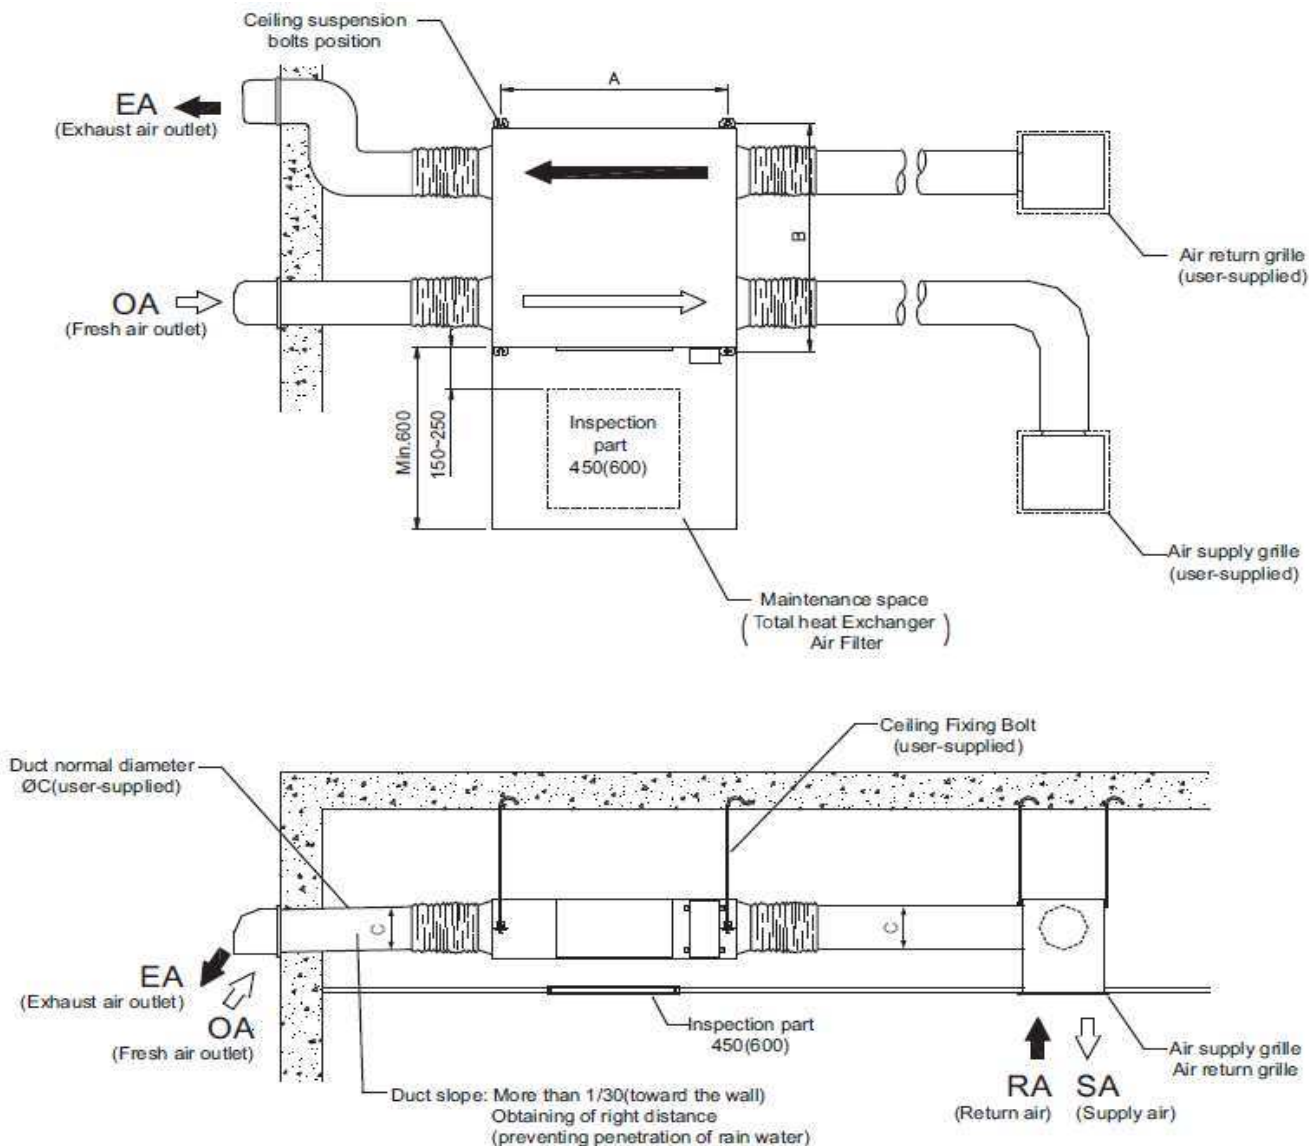 Ceiling suspension
bolts position
A
EA
(Exhaust air outlet)
B
Air return grille
(user-supplied)
OA
(Fresh air outlet)
Min.600
150~250
Inspection
part
450(600)
Air supply grille
(user-supplied)
Maintenance space
( Total heat Exchanger )
Air Filter
Ceiling Fixing Bolt
(user-supplied)
Duct normal diameter
ØC(user-supplied)
C
C
EA
(Exhaust air outlet)
OA
(Fresh air outlet)
Inspection part
450(600)
RA
(Return air)
SA
(Supply air)
Air supply grille
Air return grille
Duct slope: More than 1/30(toward the wall)
Obtaining of right distance
(preventing penetration of rain water)